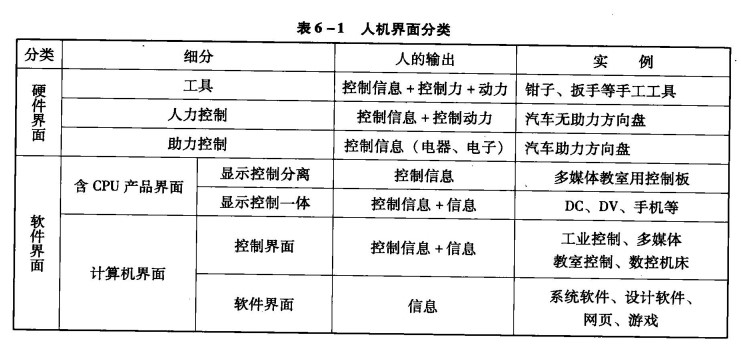 表6-1 人机界面分类
分类 细分 人的输出 实 例
硬件界面 工具 控制信息+控制力+动力 钳子、扳手等手工工具
人力控制 控制信息+控制动力 汽车无助力方向盘
助力控制 控制信息（电器、电子） 汽车助力方向盘
软件界面 含CPU产品界面 显示控制分离 控制信息 多媒体教室用控制板
显示控制一体 控制信息+信息 DC、DV、手机等
计算机界面 控制界面 控制信息+信息 工业控制、多媒体
教室控制、数控机床
软件界面 信息 系统软件、设计软件、
网页、游戏